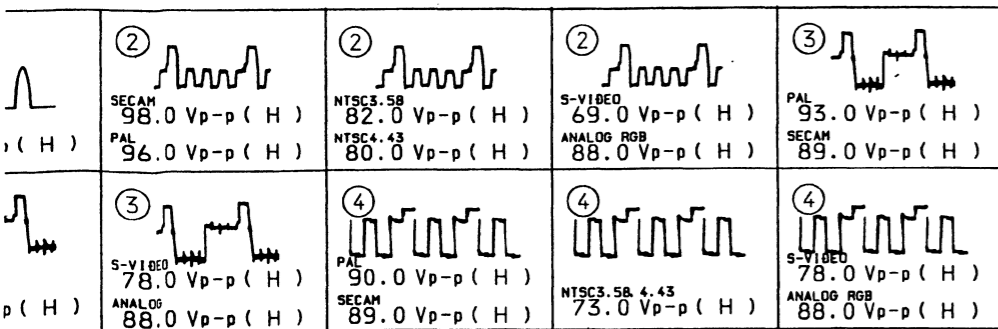 ②
SECAM
98.0 Vp-p ( H )
PAL
96.0 Vp-p ( H )
②
NTSC3.58
82.0 Vp-p ( H )
NTSC4.43
80.0 Vp-p ( H )
②
S-VIDEO
69.0 Vp-p ( H )
ANALOG RGB
88.0 Vp-p ( H )
③
PAL
93.0 Vp-p ( H )
SECAM
89.0 Vp-p ( H )
( H )
③
S-VIDEO
78.0 Vp-p ( H )
ANALOG
88.0 Vp-p ( H )
④
PAL
90.0 Vp-p ( H )
SECAM
89.0 Vp-p ( H )
④
NTSC3.58 4.43
73.0 Vp-p ( H )
④
S-VIDEO
78.0 Vp-p ( H )
ANALOG RGB
88.0 Vp-p ( H )
( H )